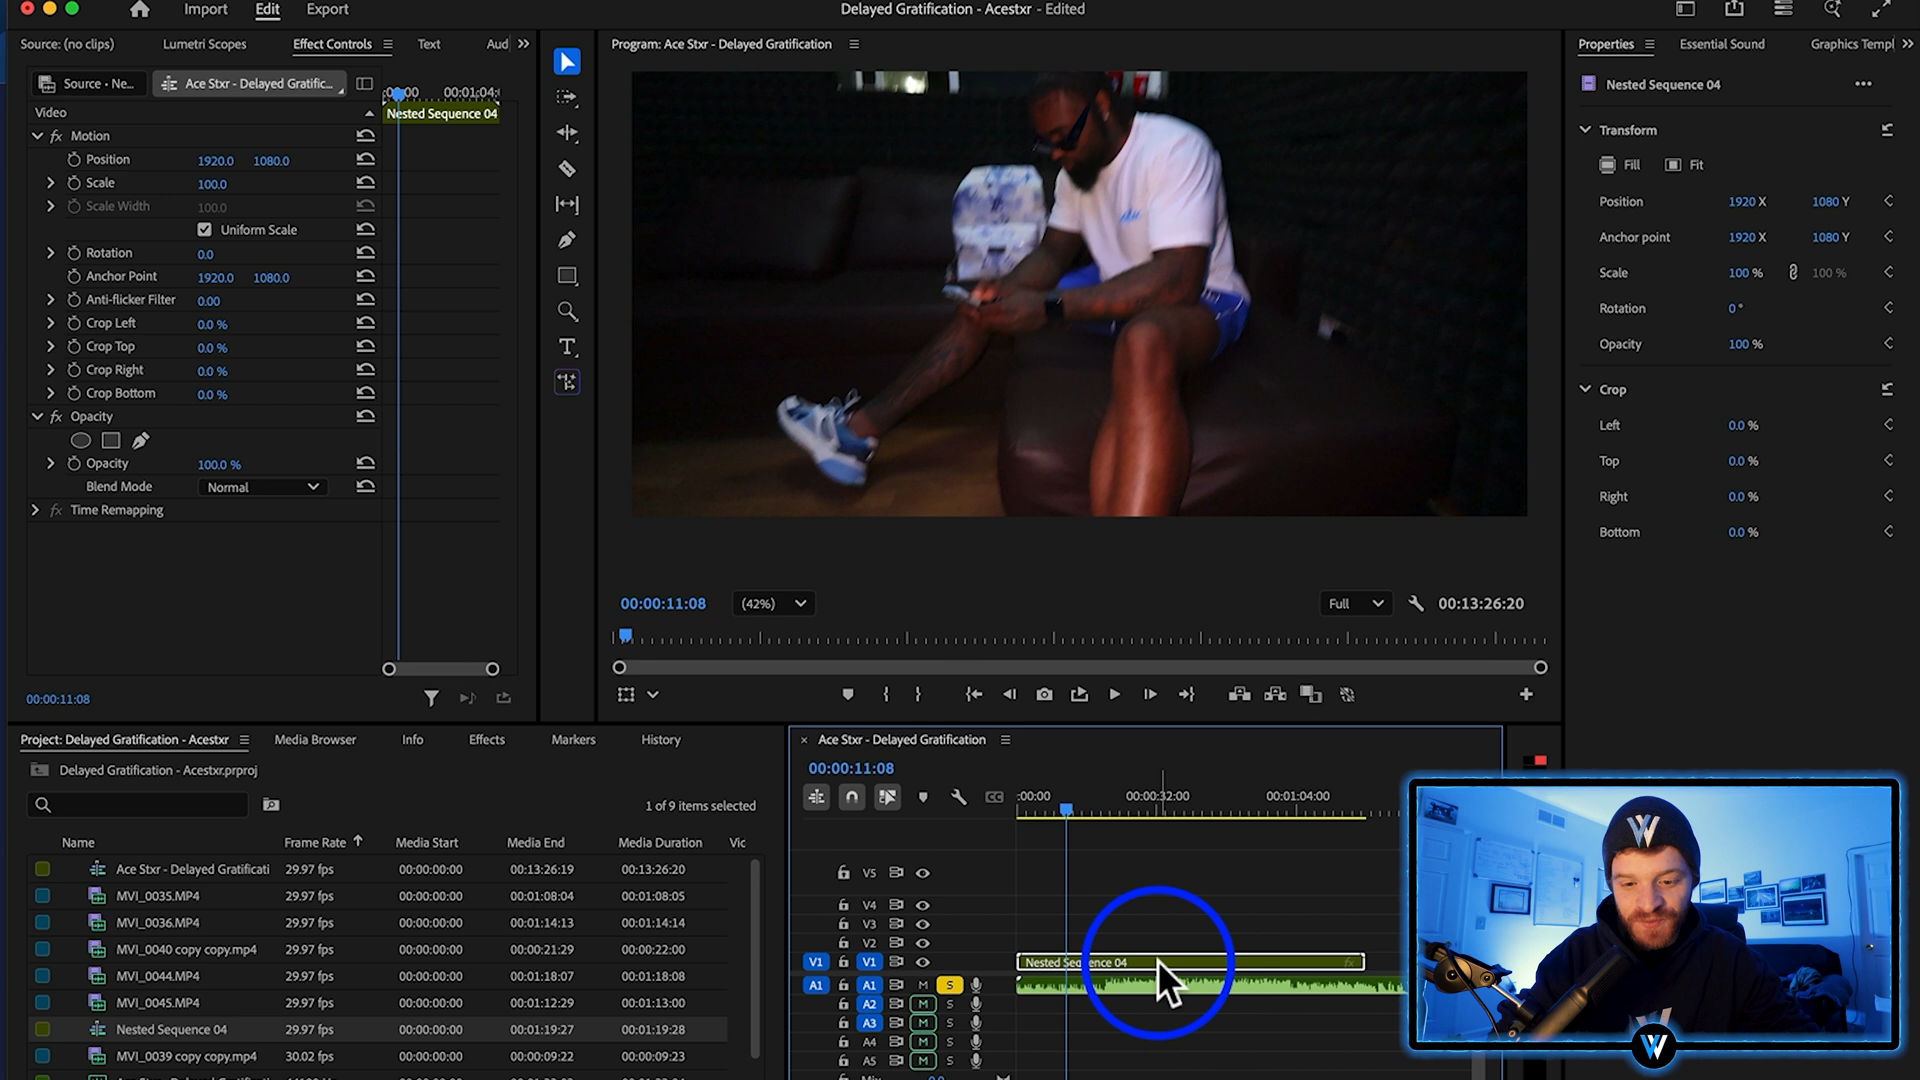 Import Edit Export
Delayed Gratification - Acestxr - Edited
Source: (no clips) Lumetri Scopes Effect Controls Text Aud
Source • Ne... Ace Stxr - Delayed Gratific...
:00:00 00:01:04:
Nested Sequence 04
Video
fx Motion
Position 1920.0 1080.0
Scale 100.0
Scale Width 100.0
Uniform Scale
Rotation 0.0
Anchor Point 1920.0 1080.0
Anti-flicker Filter 0.00
Crop Left 0.0 %
Crop Top 0.0 %
Crop Right 0.0 %
Crop Bottom 0.0 %
fx Opacity
Opacity 100.0 %
Blend Mode Normal
fx Time Remapping
00:00:11:08
Program: Ace Stxr - Delayed Gratification
00:00:11:08 (42%) Full 00:13:26:20
Properties Essential Sound Graphics Templ
Nested Sequence 04
Transform
Fill Fit
Position 1920 X 1080 Y
Anchor point 1920 X 1080 Y
Scale 100 % 100 %
Rotation 0°
Opacity 100 %
Crop
Left 0.0 %
Top 0.0 %
Right 0.0 %
Bottom 0.0 %
Project: Delayed Gratification - Acestxr Media Browser Info Effects Markers History
Delayed Gratification - Acestxr.prproj
1 of 9 items selected
Name Frame Rate Media Start Media End Media Duration Vic
Ace Stxr - Delayed Gratificati 29.97 fps 00:00:00:00 00:13:26:19 00:13:26:20
MVI_0035.MP4 29.97 fps 00:00:00:00 00:01:08:04 00:01:08:05
MVI_0036.MP4 29.97 fps 00:00:00:00 00:01:14:13 00:01:14:14
MVI_0040 copy copy.mp4 29.97 fps 00:00:00:00 00:00:21:29 00:00:22:00
MVI_0044.MP4 29.97 fps 00:00:00:00 00:01:18:07 00:01:18:08
MVI_0045.MP4 29.97 fps 00:00:00:00 00:01:12:29 00:01:13:00
Nested Sequence 04 29.97 fps 00:00:00:00 00:01:19:27 00:01:19:28
MVI_0039 copy copy.mp4 30.02 fps 00:00:00:00 00:00:09:22 00:00:09:23
Ace Stxr - Delayed Gratification
00:00:11:08
:00:00 00:00:32:00 00:01:04:00
V5
V4
V3
V2
V1 V1 Nested Sequence 04 fx
A1 A1 M S
A2 M S
A3 M S
A4 M S
A5 M S
W
W